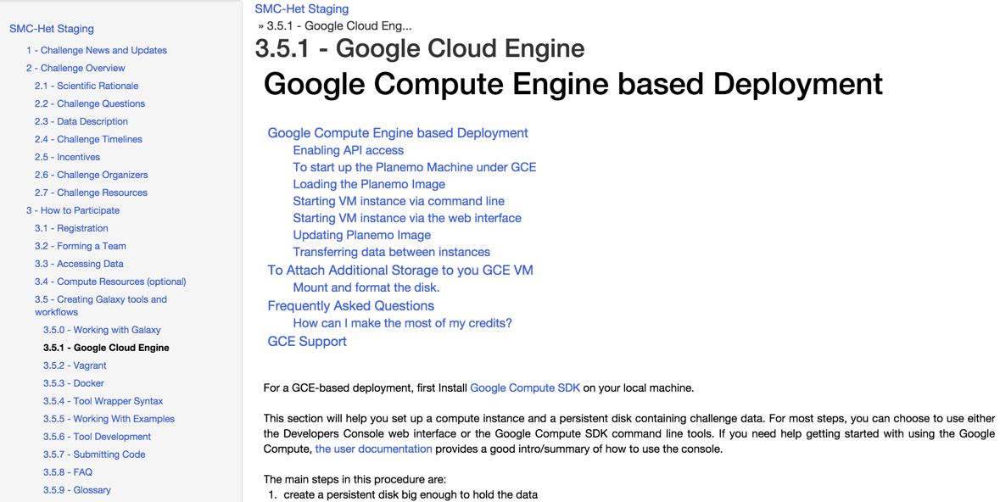 SMC-Het Staging
1 - Challenge News and Updates
2 - Challenge Overview
2.1 - Scientific Rationale
2.2 - Challenge Questions
2.3 - Data Description
2.4 - Challenge Timelines
2.5 - Incentives
2.6 - Challenge Organizers
2.7 - Challenge Resources
3 - How to Participate
3.1 - Registration
3.2 - Forming a Team
3.3 - Accessing Data
3.4 - Compute Resources (optional)
3.5 - Creating Galaxy tools and
workflows
3.5.0 - Working with Galaxy
3.5.1 - Google Cloud Engine
3.5.2 - Vagrant
3.5.3 - Docker
3.5.4 - Tool Wrapper Syntax
3.5.5 - Working With Examples
3.5.6 - Tool Development
3.5.7 - Submitting Code
3.5.8 - FAQ
3.5.9 - Glossary
SMC-Het Staging
» 3.5.1 - Google Cloud Eng...
3.5.1 - Google Cloud Engine
Google Compute Engine based Deployment
Google Compute Engine based Deployment
Enabling API access
To start up the Planemo Machine under GCE
Loading the Planemo Image
Starting VM instance via command line
Starting VM instance via the web interface
Updating Planemo Image
Transferring data between instances
To Attach Additional Storage to you GCE VM
Mount and format the disk.
Frequently Asked Questions
How can I make the most of my credits?
GCE Support
For a GCE-based deployment, first Install Google Compute SDK on your local machine.
This section will help you set up a compute instance and a persistent disk containing challenge data. For most steps, you can choose to use either
the Developers Console web interface or the Google Compute SDK command line tools. If you need help getting started with using the Google
Compute, the user documentation provides a good intro/summary of how to use the console.
The main steps in this procedure are:
1. create a persistent disk big enough to hold the data